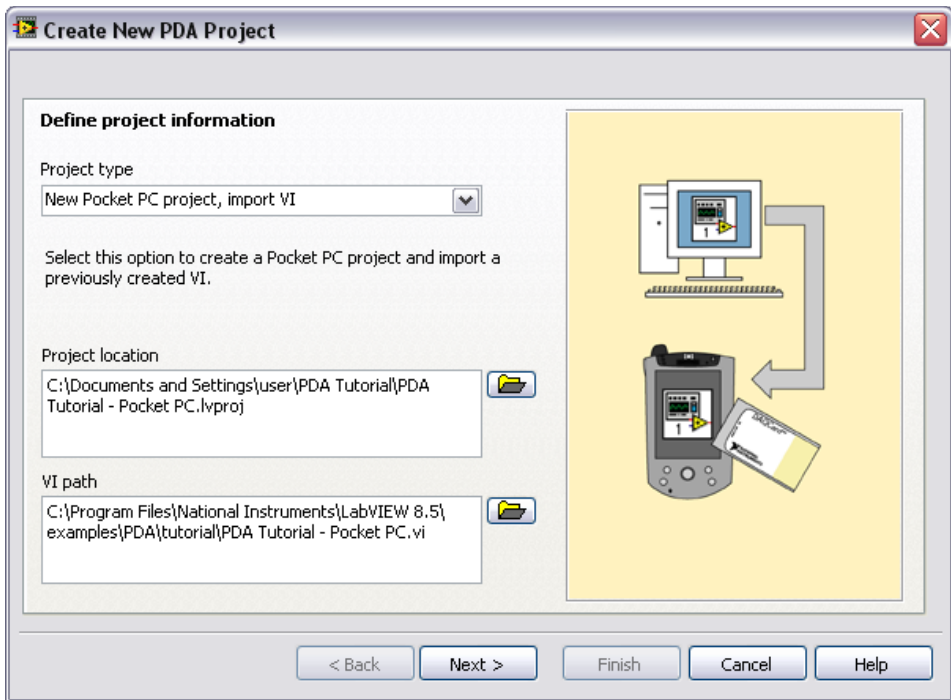 Create New PDA Project
Define project information
Project type
New Pocket PC project, import VI
Select this option to create a Pocket PC project and import a
previously created VI.
Project location
C:\Documents and Settings\user\PDA Tutorial\PDA
Tutorial - Pocket PC.lvproj
VI path
C:\Program Files\National Instruments\LabVIEW 8.5\
examples\PDA\tutorial\PDA Tutorial - Pocket PC.vi
1
1
DAQCard
< Back
Next >
Finish
Cancel
Help